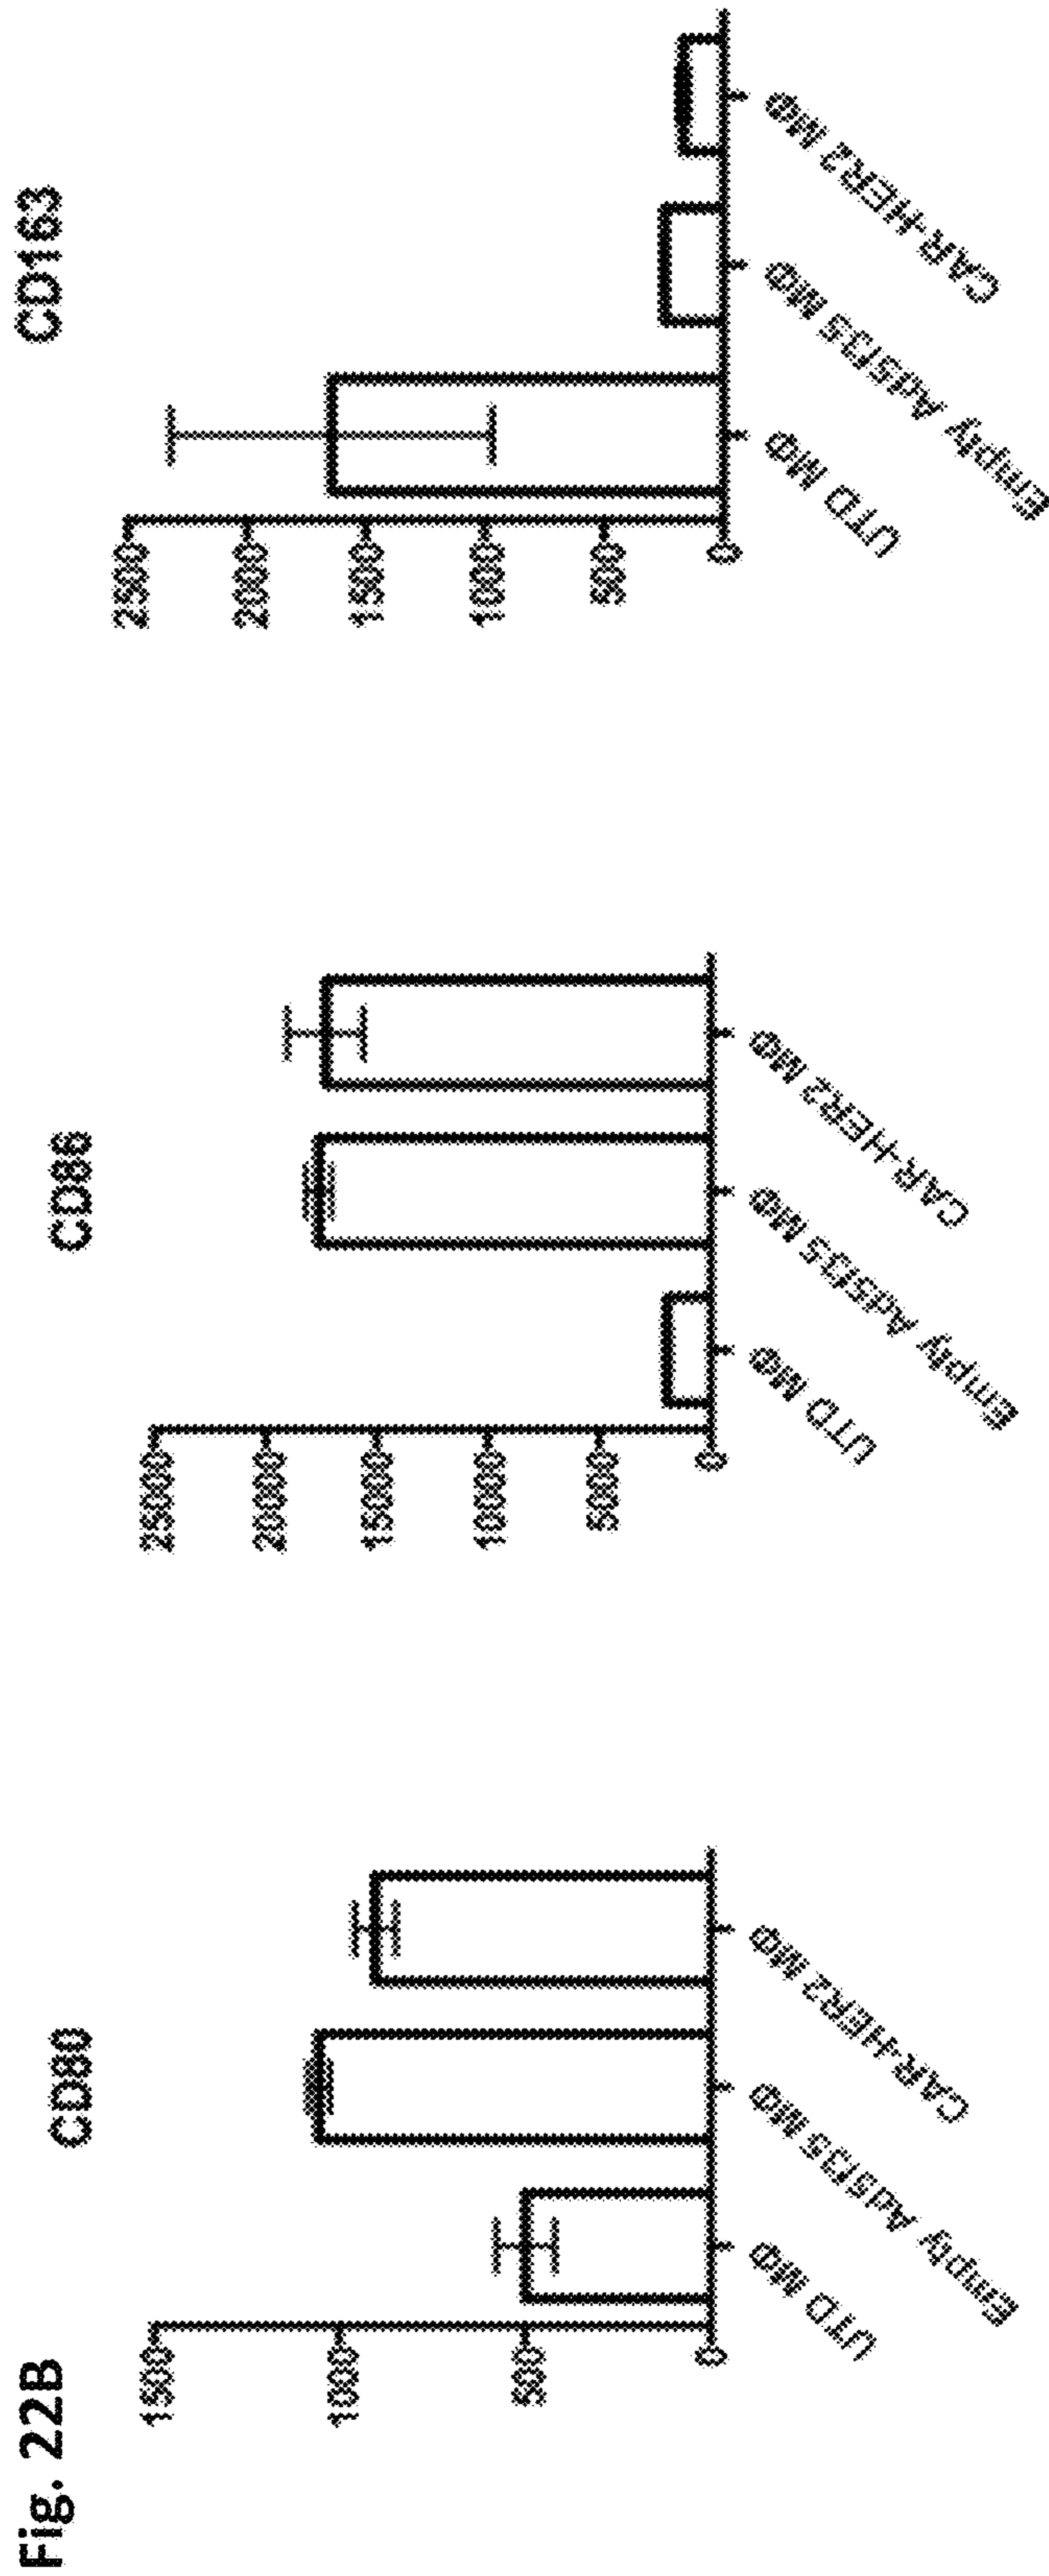 Fig. 22B
CD80
1500
1000
500
0
UTD MΦ
Empty Ad5f35 MΦ
CAR-HER2 MΦ
CD86
25000
20000
15000
10000
5000
0
UTD MΦ
Empty Ad5f35 MΦ
CAR-HER2 MΦ
CD163
2500
2000
1500
1000
500
0
UTD MΦ
Empty Ad5f35 MΦ
CAR-HER2 MΦ